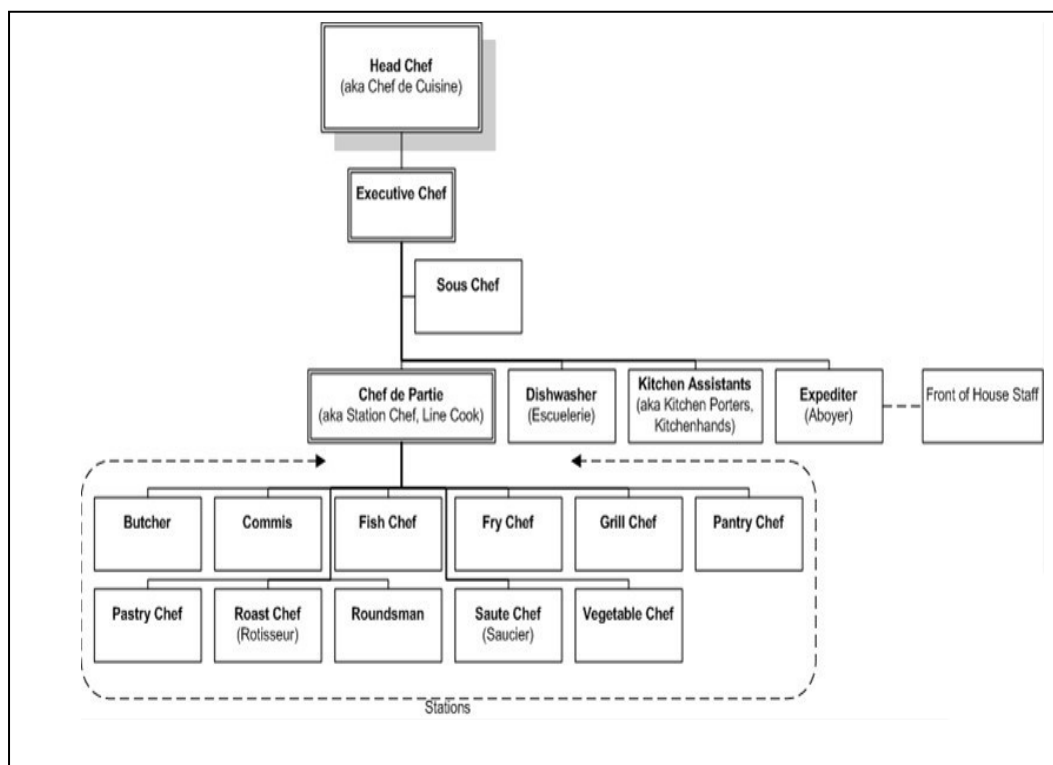 Head Chef
(aka Chef de Cuisine)
Executive Chef
Sous Chef
Chef de Partie
(aka Station Chef, Line Cook)
Dishwasher
(Escuelerie)
Kitchen Assistants
(aka Kitchen Porters,
Kitchenhands)
Expediter
(Aboyer)
Front of House Staff
Butcher
Commis
Fish Chef
Fry Chef
Grill Chef
Pantry Chef
Pastry Chef
Roast Chef
(Rotisseur)
Roundsman
Saute Chef
(Saucier)
Vegetable Chef
Stations